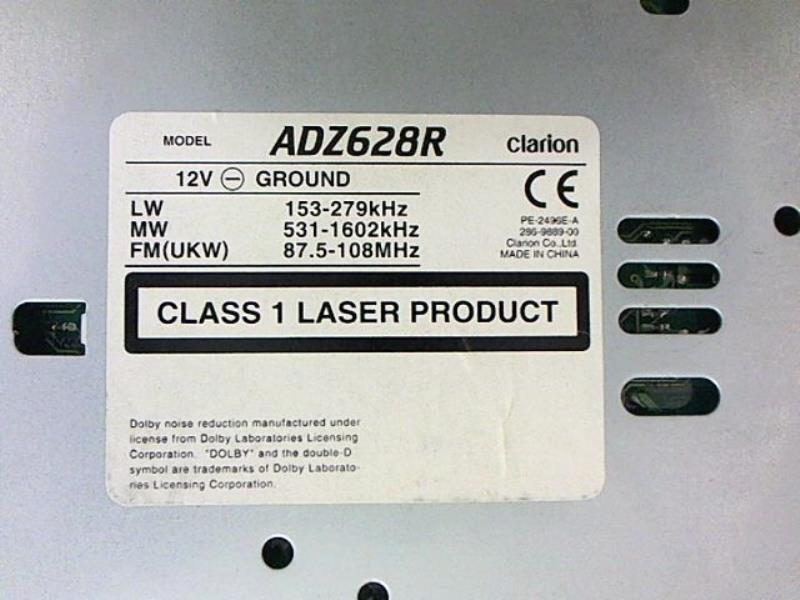 MODEL ADZ628R clarion
12V ⊖ GROUND
LW 153-279kHz
MW 531-1602kHz
FM(UKW) 87.5-108MHz
CE
PE-2496E-A
286-9889-00
Clarion Co.,Ltd.
MADE IN CHINA
CLASS 1 LASER PRODUCT
Dolby noise reduction manufactured under
license from Dolby Laboratories Licensing
Corporation. "DOLBY" and the double-D
symbol are trademarks of Dolby Laborato-
ries Licensing Corporation.